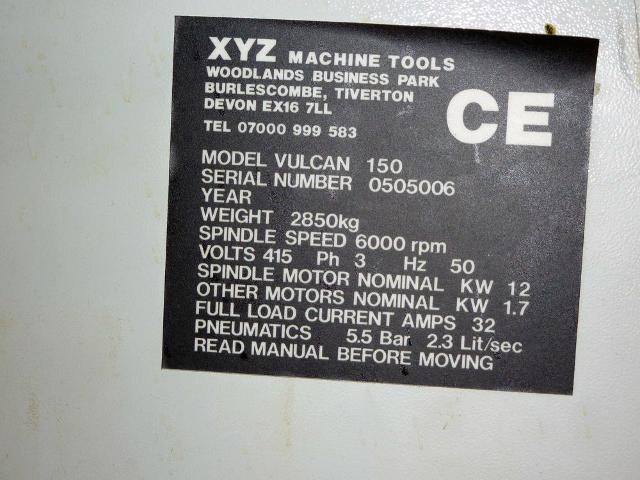 XYZ MACHINE TOOLS
WOODLANDS BUSINESS PARK
BURLESCOMBE, TIVERTON
DEVON EX16 7LL
TEL 07000 999 583
CE
MODEL VULCAN 150
SERIAL NUMBER 0505006
YEAR
WEIGHT 2850kg
SPINDLE SPEED 6000 rpm
VOLTS 415 Ph 3 Hz 50
SPINDLE MOTOR NOMINAL KW 12
OTHER MOTORS NOMINAL KW 1.7
FULL LOAD CURRENT AMPS 32
PNEUMATICS 5.5 Bar 2.3 Lit/sec
READ MANUAL BEFORE MOVING